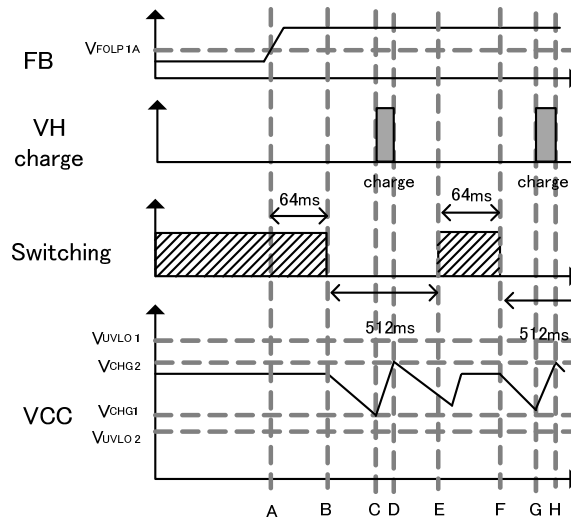 FB
VFOLP1A
VH
charge
charge
charge
64ms
64ms
Switching
512ms
512ms
VUVLO1
VCHG2
VCC
VCHG1
VUVLO2
A B C D E F G H